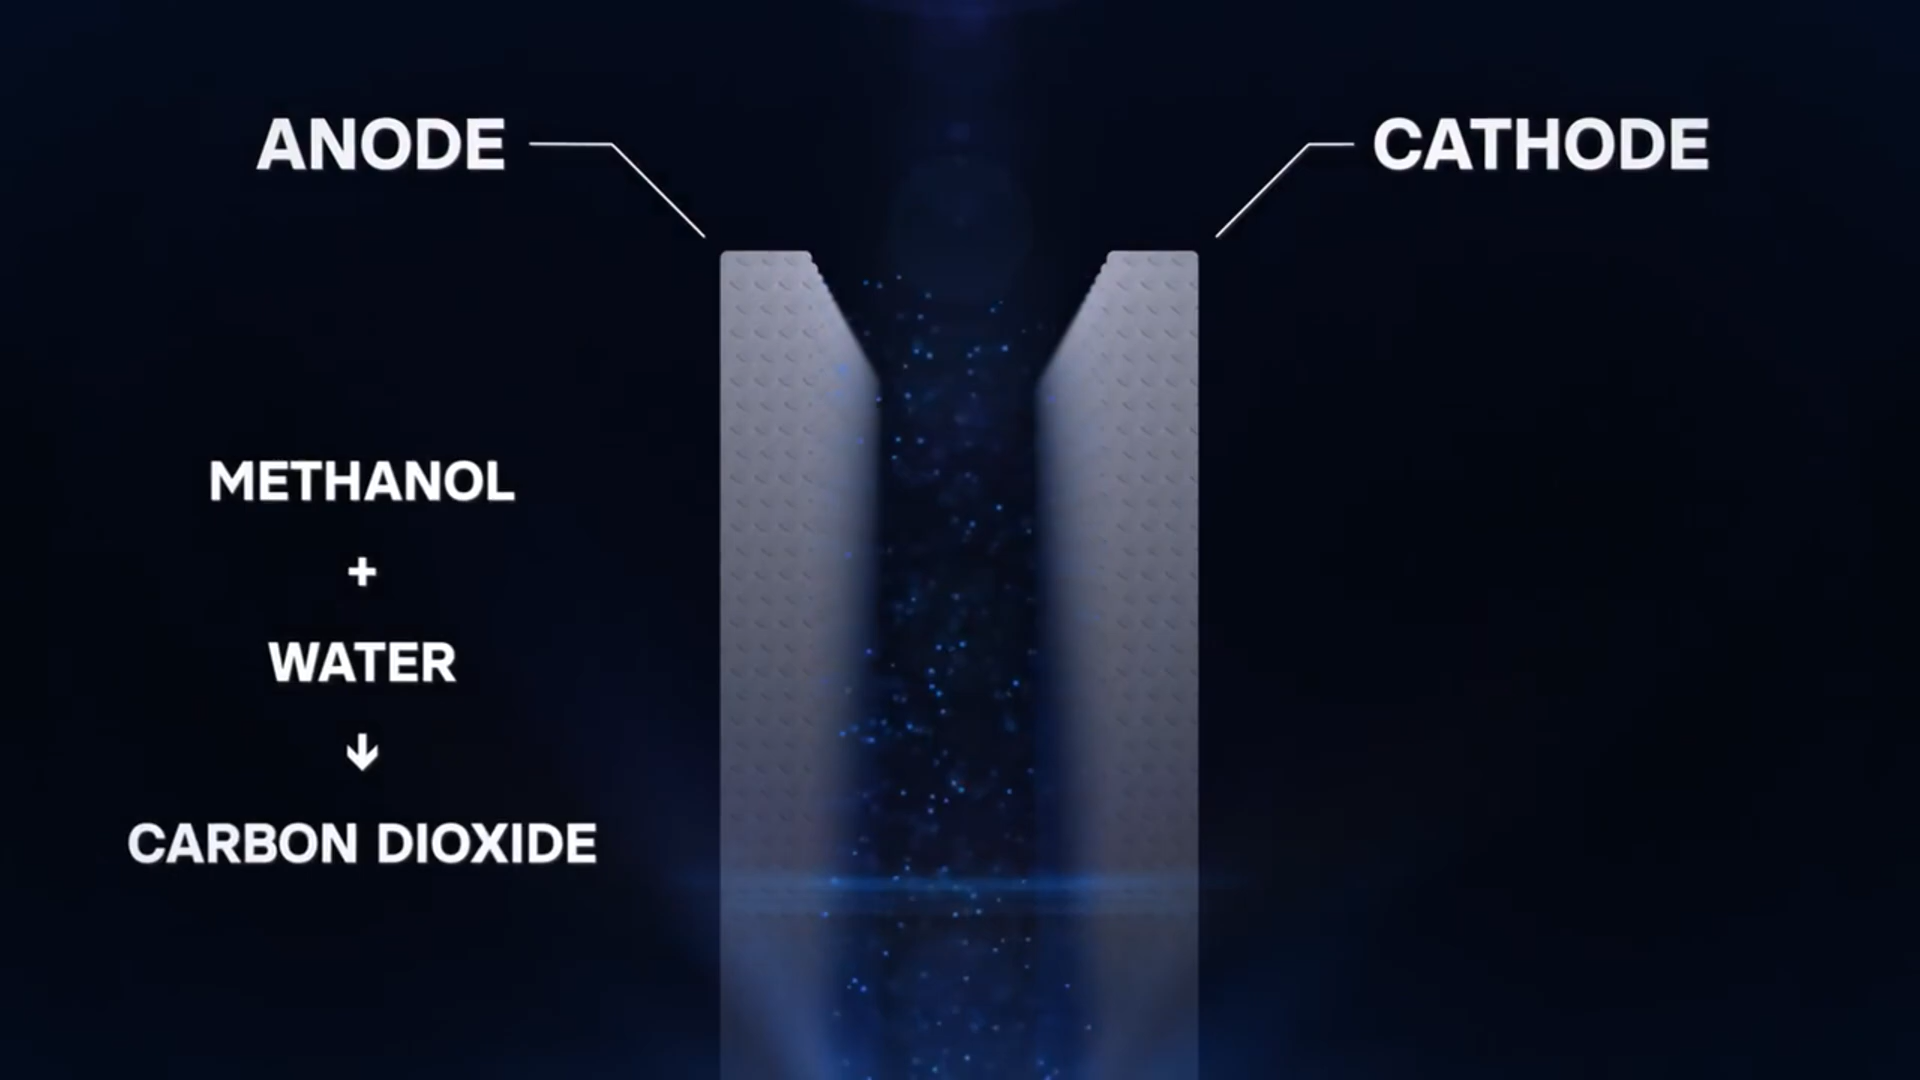 ANODE
CATHODE
METHANOL
+
WATER
↓
CARBON DIOXIDE